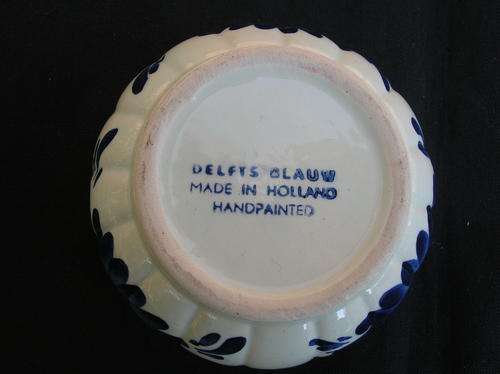 DELFTS BLAUW
MADE IN HOLLAND
HANDPAINTED